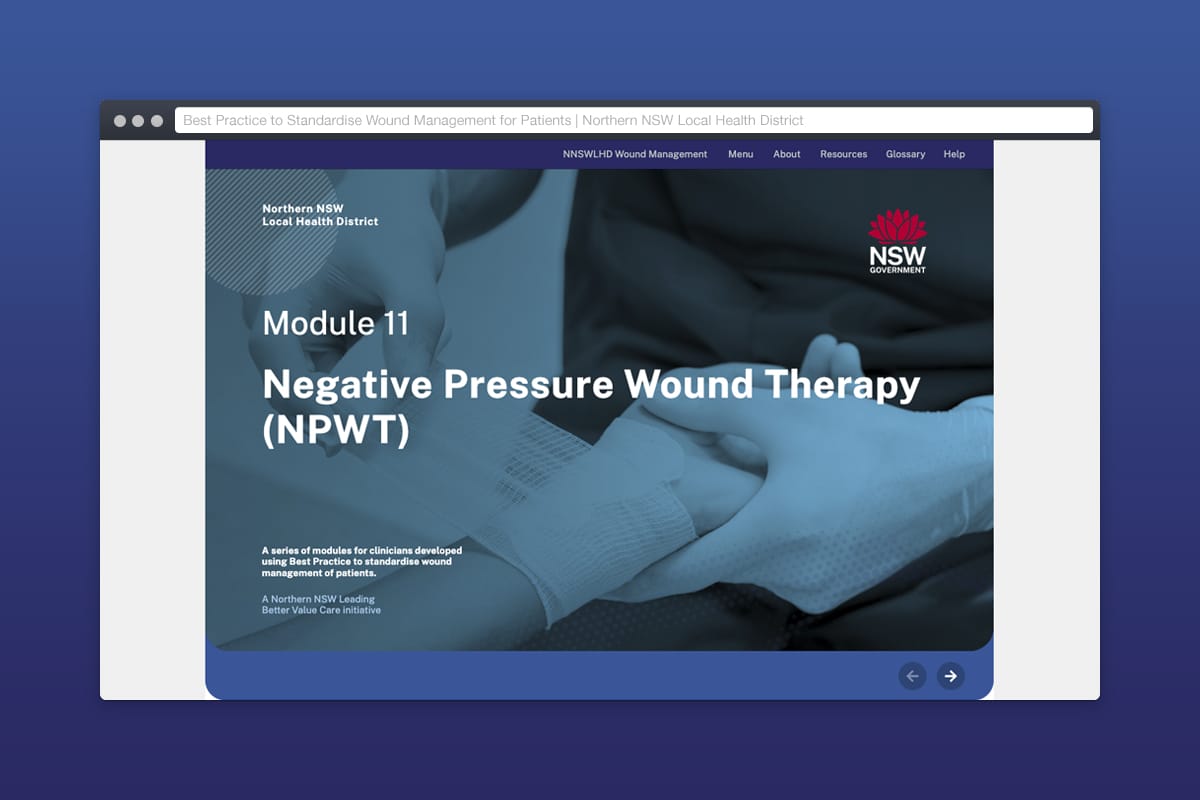 Best Practice to Standardise Wound Management for Patients | Northern NSW Local Health District
NNSWLHD Wound Management Menu About Resources Glossary Help
Northern NSW
Local Health District
NSW
GOVERNMENT
Module 11
Negative Pressure Wound Therapy
(NPWT)
A series of modules for clinicians developed
using Best Practice to standardise wound
management of patients.
A Northern NSW Leading
Better Value Care initiative